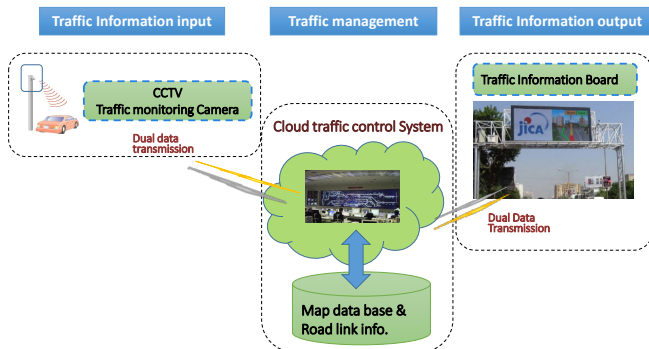 Traffic Information input
Traffic management
Traffic Information output
CCTV
Traffic monitoring Camera
Dual data
transmission
Cloud traffic control System
Map data base &
Road link info.
Traffic Information Board
jICA
Dual Data
Transmission